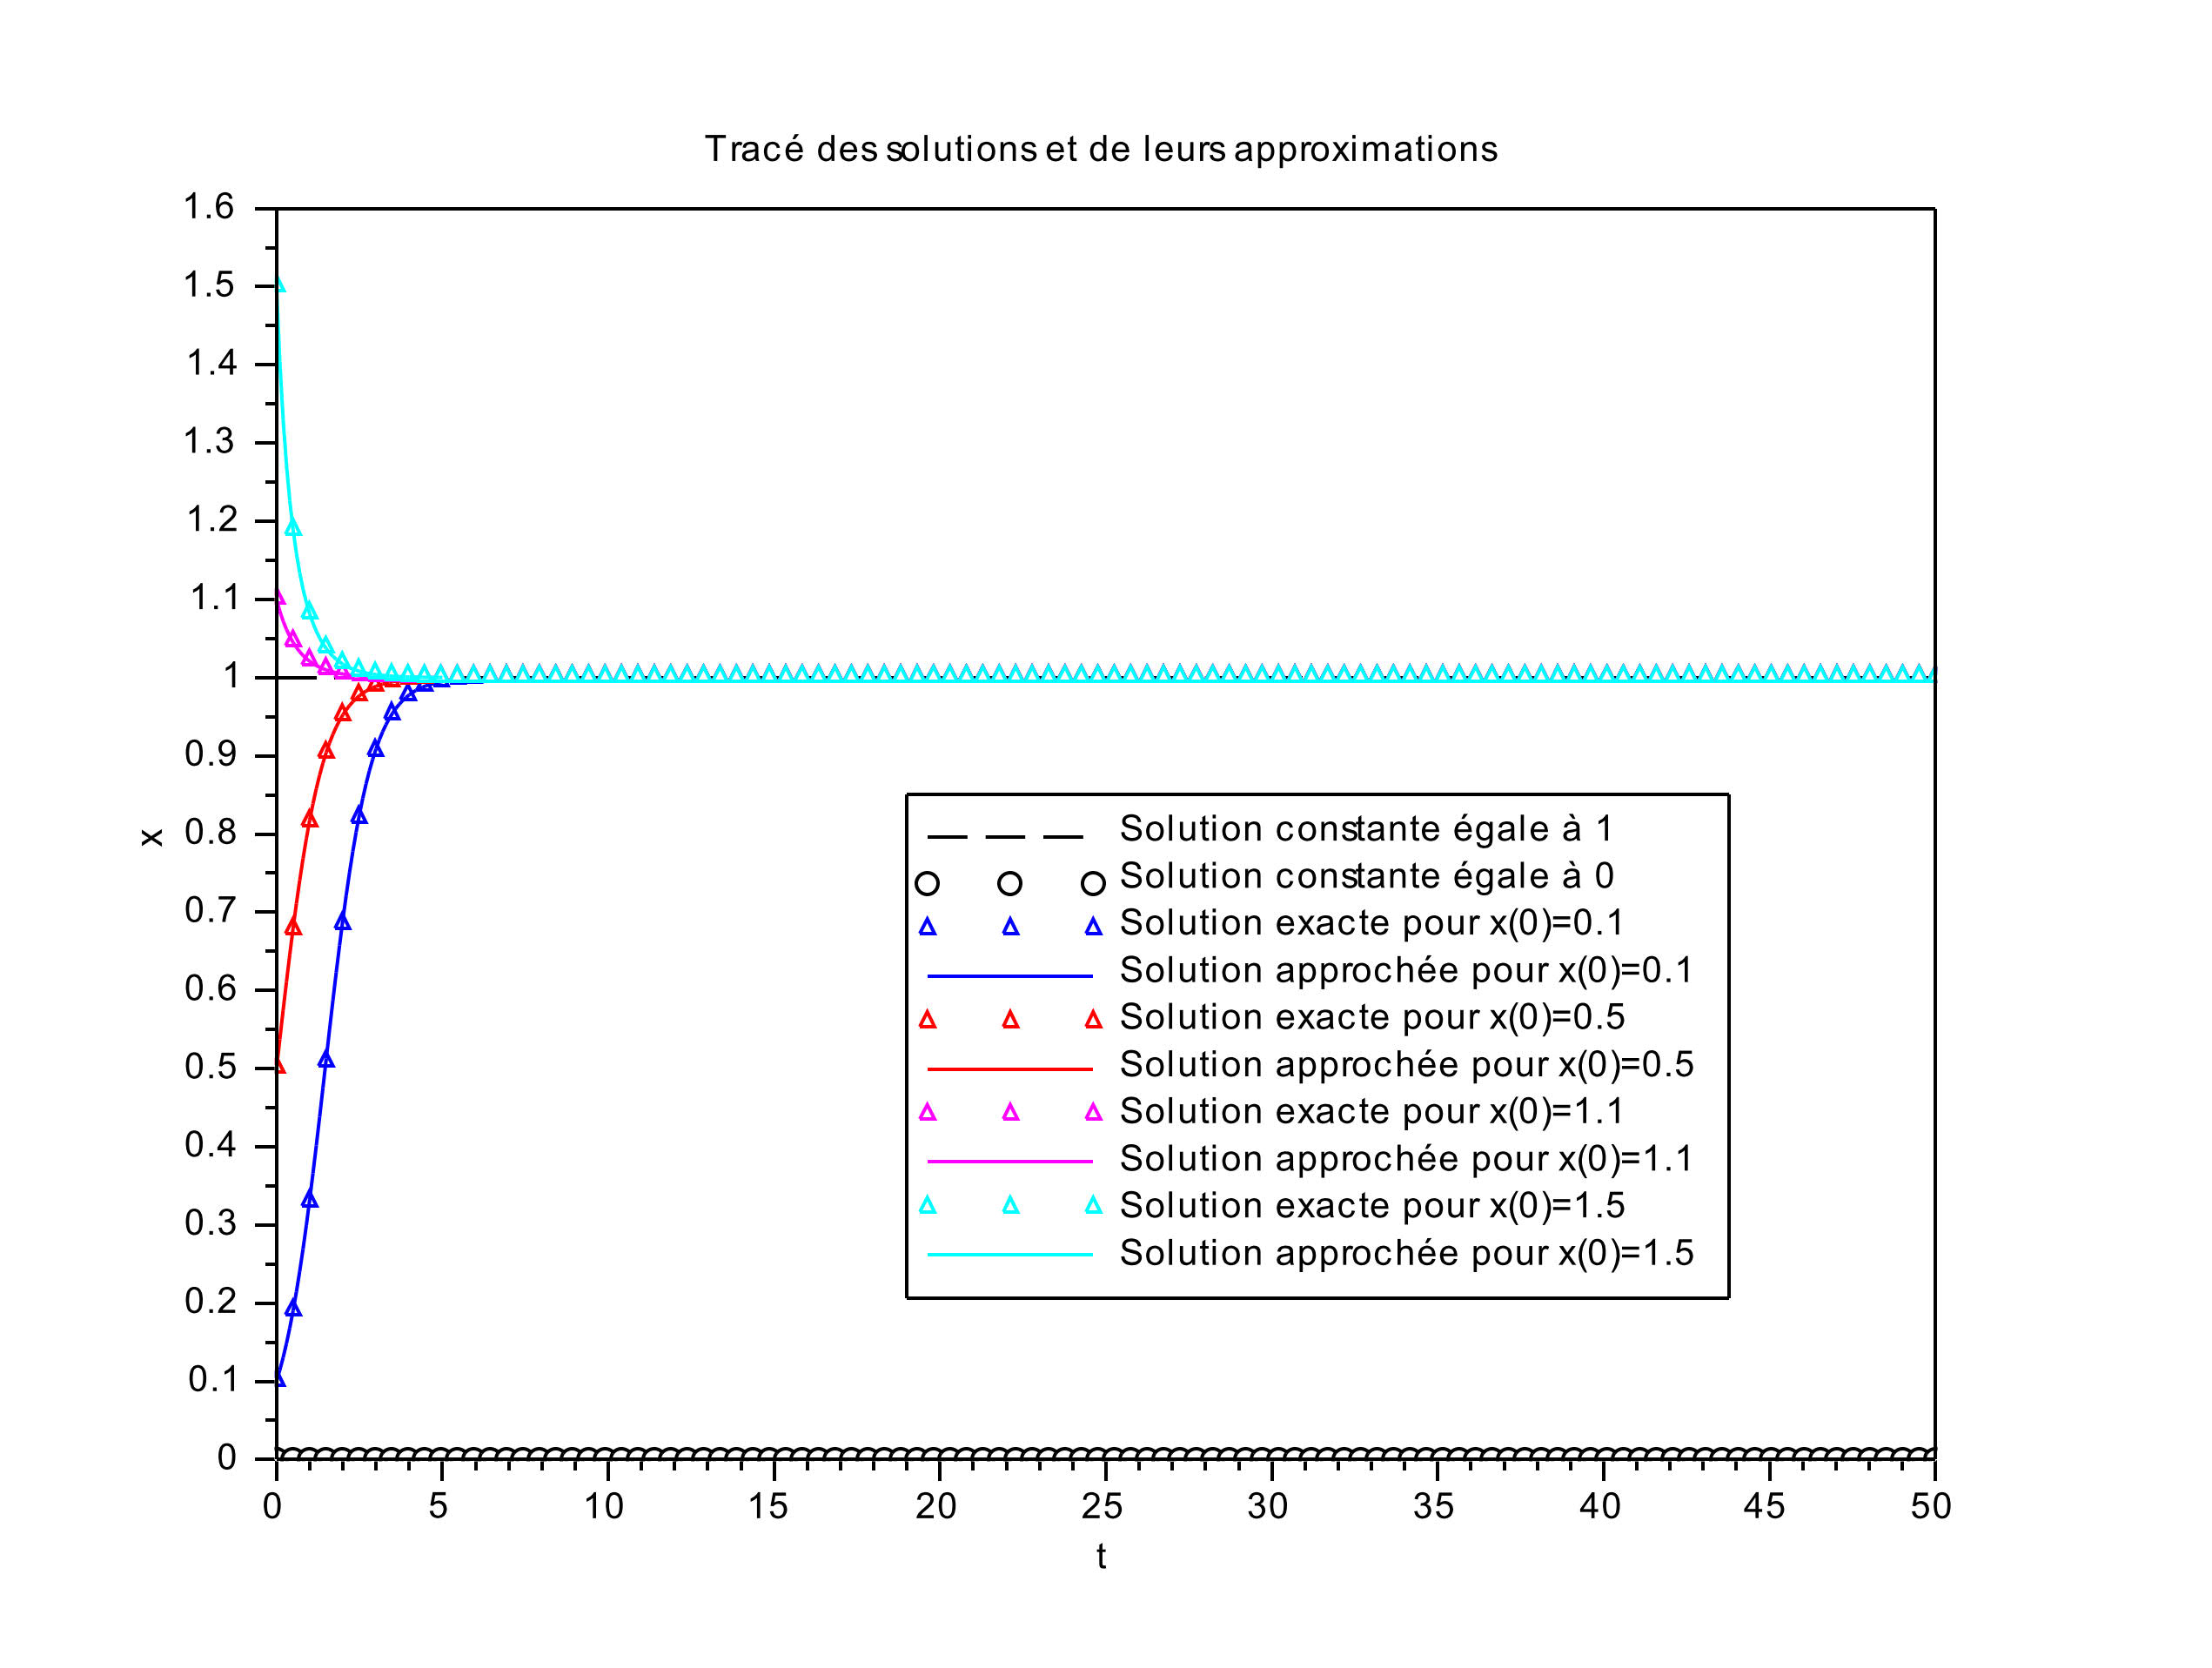 Tracé des solutions et de leurs approximations
1.6
1.5
1.4
1.3
1.2
1.1
1
0.9
0.8
0.7
0.6
0.5
0.4
0.3
0.2
0.1
0
x
Solution constante égale à 1
Solution constante égale à 0
Solution exacte pour x(0)=0.1
Solution approchée pour x(0)=0.1
Solution exacte pour x(0)=0.5
Solution approchée pour x(0)=0.5
Solution exacte pour x(0)=1.1
Solution approchée pour x(0)=1.1
Solution exacte pour x(0)=1.5
Solution approchée pour x(0)=1.5
0 5 10 15 20 25 30 35 40 45 50
t